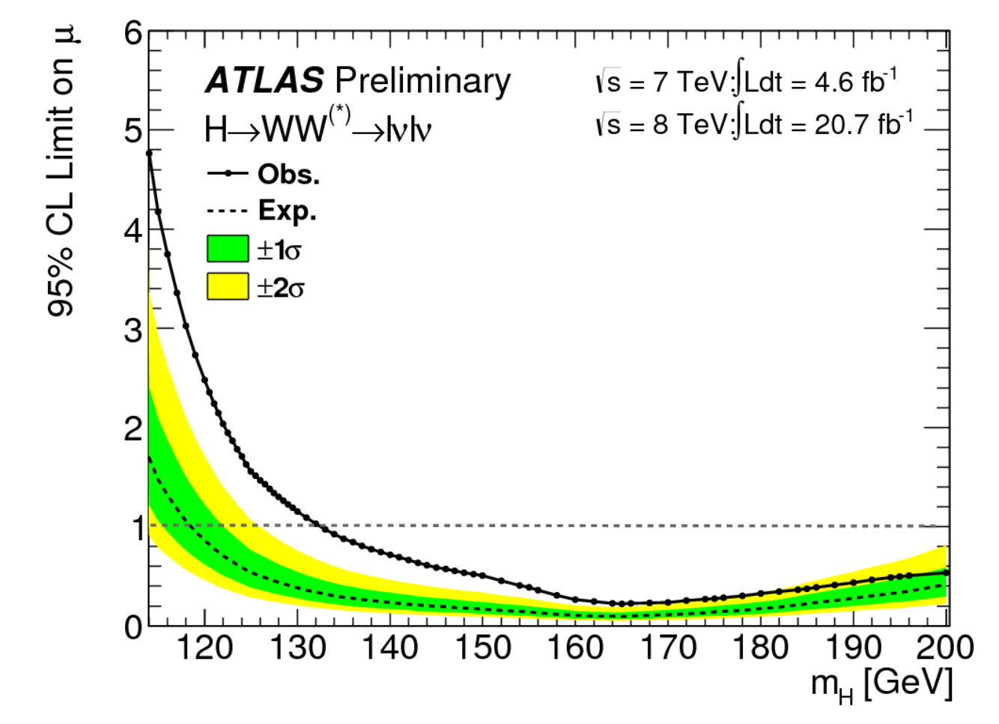 95% CL Limit on μ
6
5
4
3
2
1
0
ATLAS Preliminary
H→WW(*)→lνlν
Obs.
Exp.
±1σ
±2σ
√s = 7 TeV:∫Ldt = 4.6 fb-1
√s = 8 TeV:∫Ldt = 20.7 fb-1
120 130 140 150 160 170 180 190 200
mH [GeV]